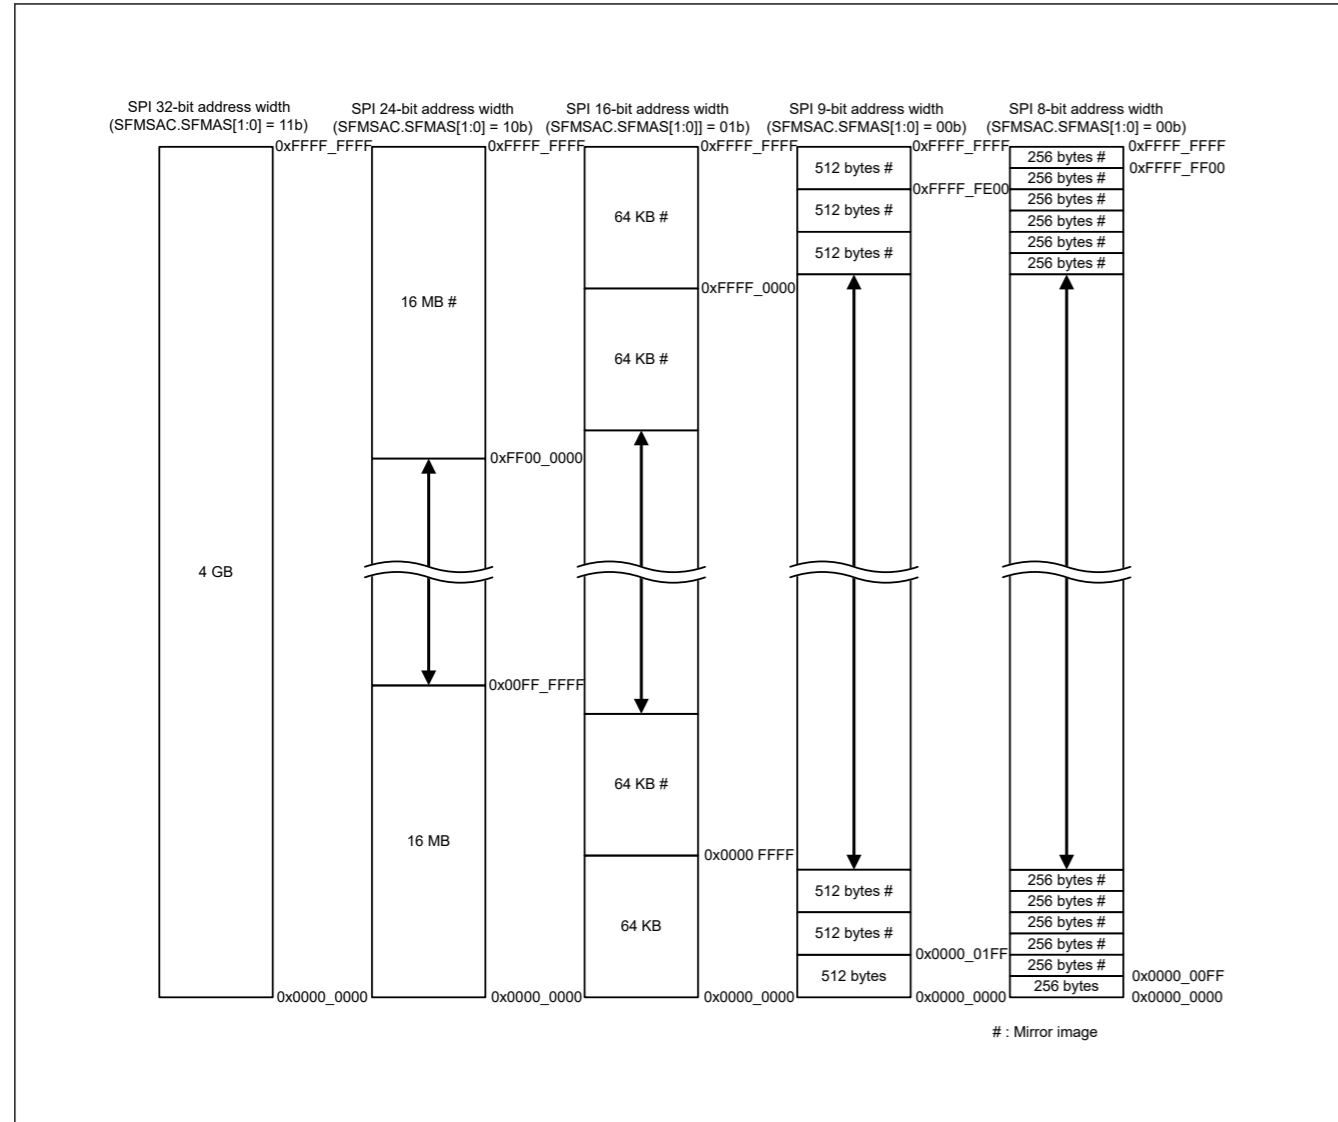 SPI 32-bit address width
(SFMSAC.SFMAS[1:0] = 11b)
SPI 24-bit address width
(SFMSAC.SFMAS[1:0] = 10b)
SPI 16-bit address width
(SFMSAC.SFMAS[1:0]] = 01b)
SPI 9-bit address width
(SFMSAC.SFMAS[1:0] = 00b)
SPI 8-bit address width
(SFMSAC.SFMAS[1:0] = 00b)
0xFFFF_FFFF
4 GB
0x0000_0000
0xFFFF_FFFF
16 MB #
0xFF00_0000
0x00FF_FFFF
16 MB
0x0000_0000
0xFFFF_FFFF
64 KB #
0xFFFF_0000
64 KB #
64 KB #
0x0000 FFFF
64 KB
0x0000_0000
0xFFFF_FFFF
512 bytes #
0xFFFF_FE00
512 bytes #
512 bytes #
512 bytes #
512 bytes #
0x0000_01FF
512 bytes
0x0000_0000
0xFFFF_FFFF
256 bytes #
0xFFFF_FF00
256 bytes #
256 bytes #
256 bytes #
256 bytes #
256 bytes #
256 bytes #
256 bytes #
256 bytes #
256 bytes #
256 bytes #
0x0000_00FF
256 bytes
0x0000_0000
# : Mirror image